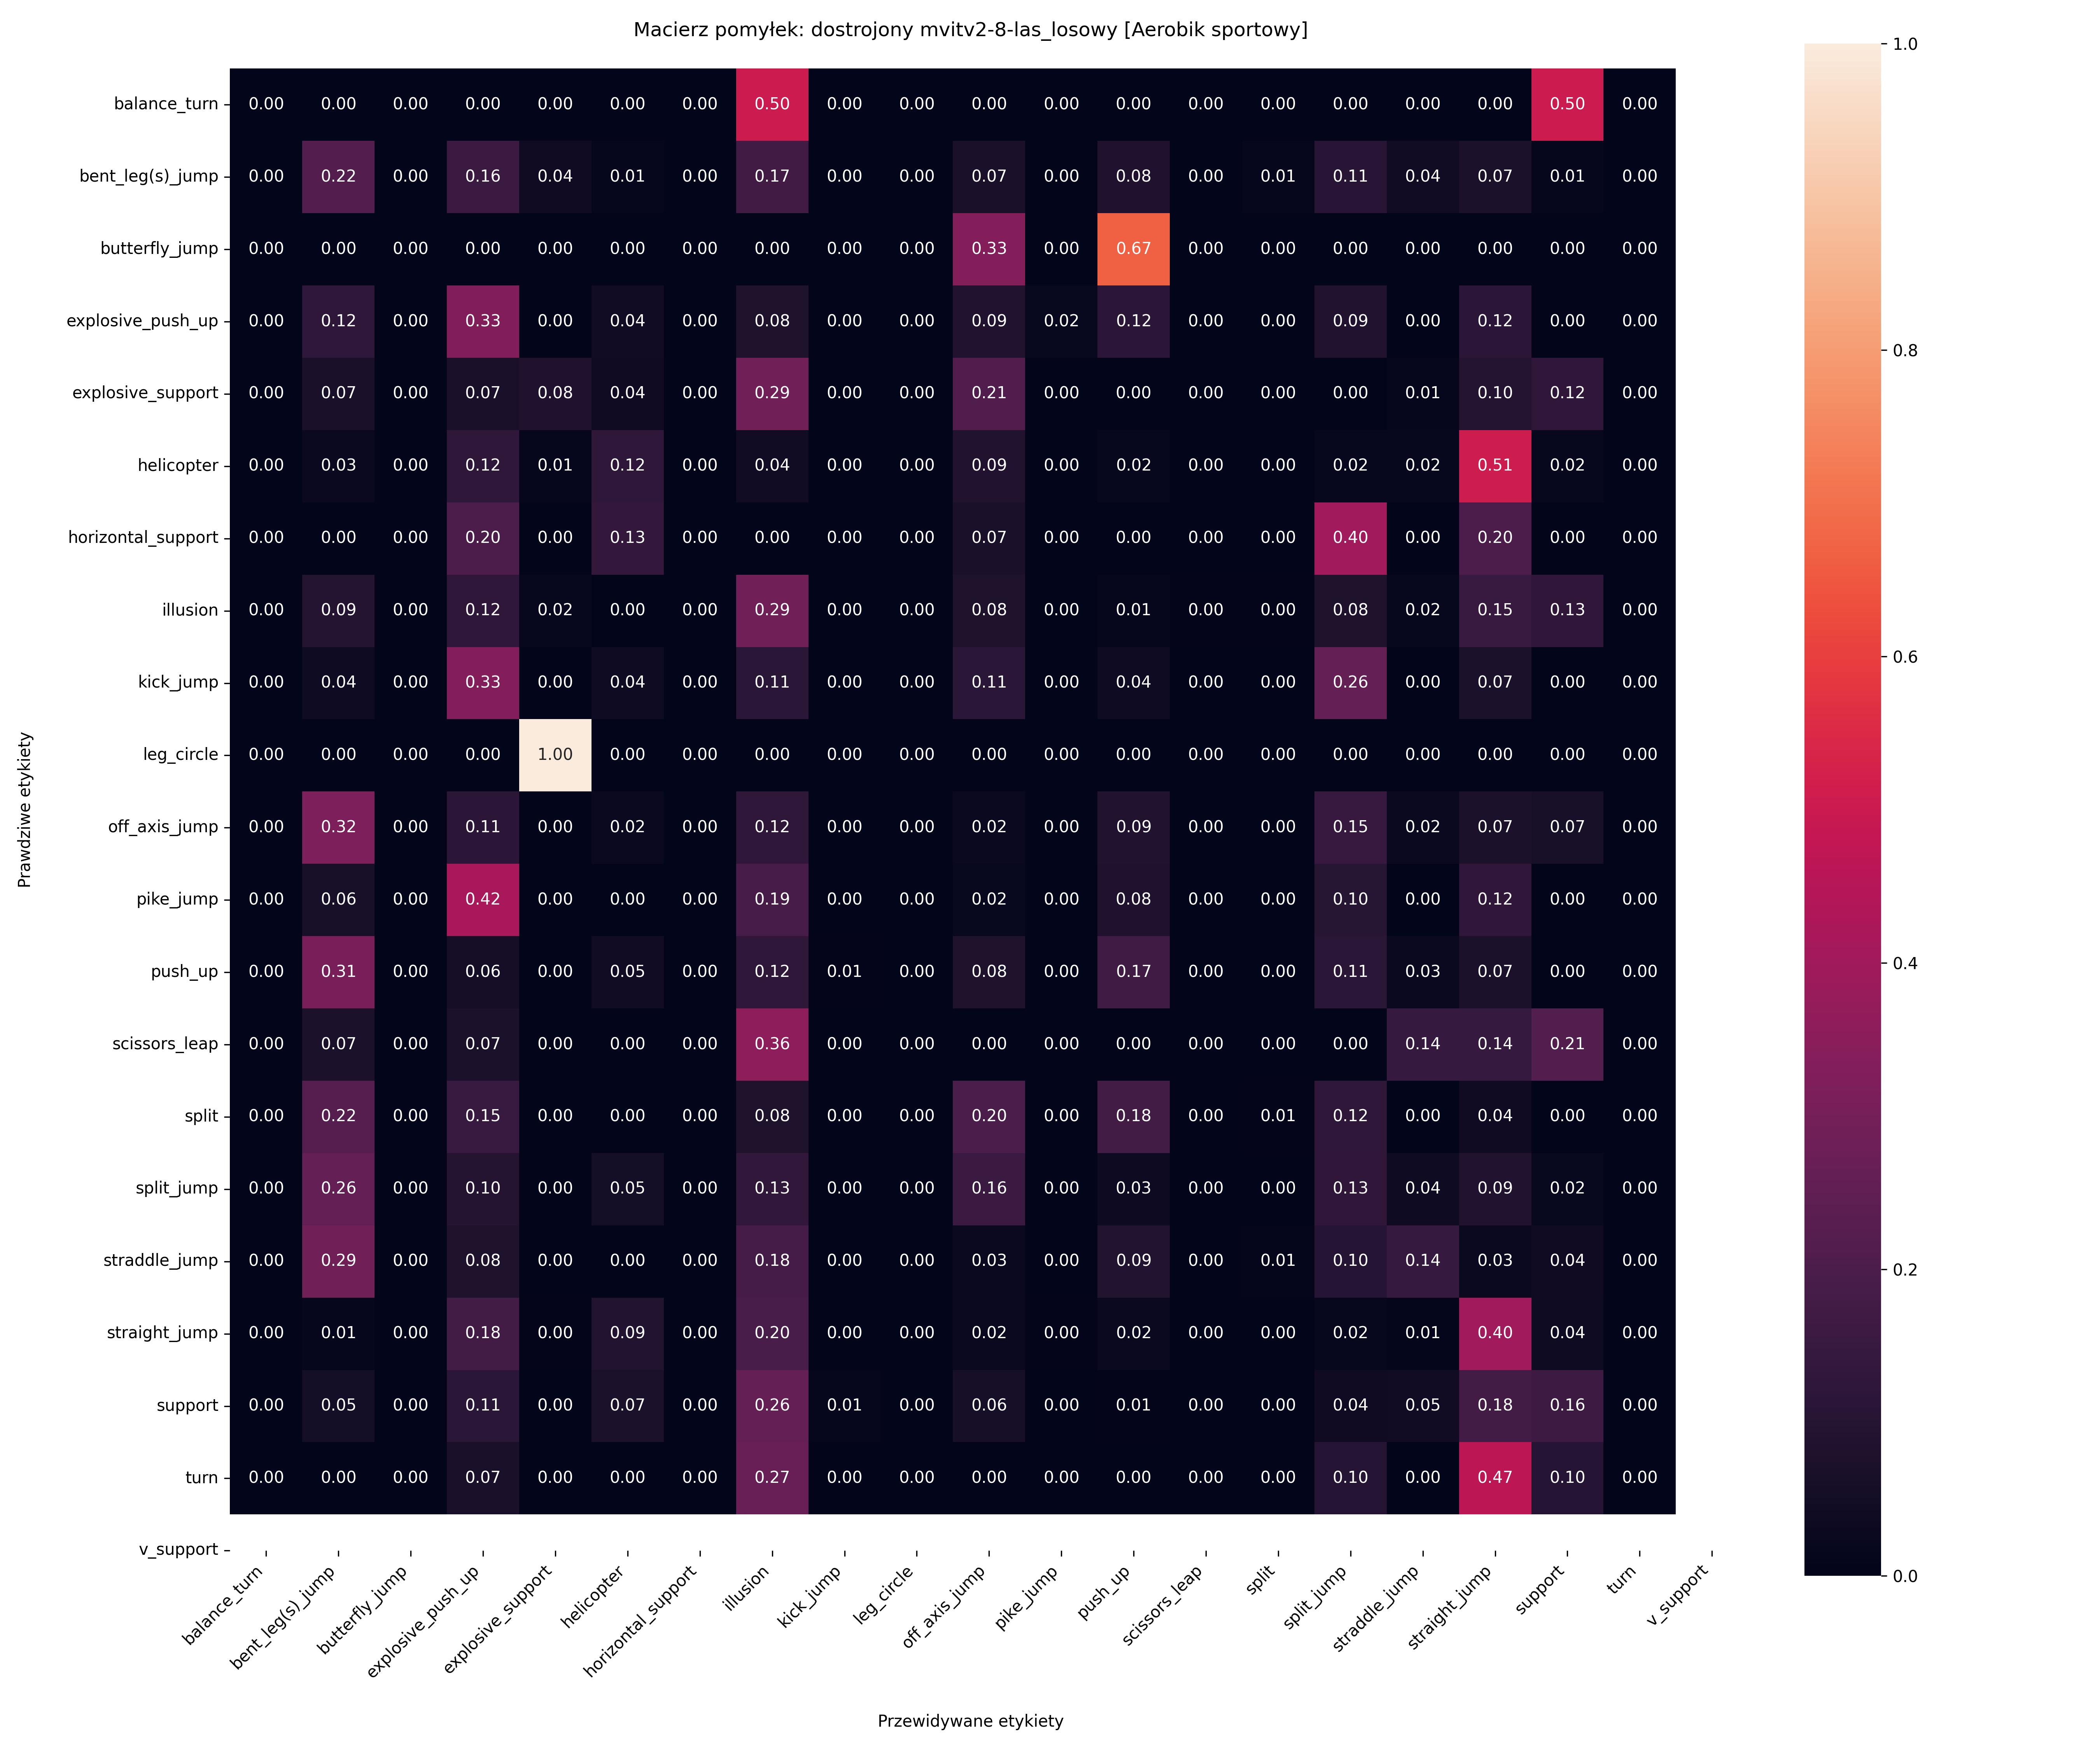 Macierz pomyłek: dostrojony mvitv2-8-las_losowy [Aerobik sportowy]
balance_turn 0.00 0.00 0.00 0.00 0.00 0.00 0.00 0.50 0.00 0.00 0.00 0.00 0.00 0.00 0.00 0.00 0.00 0.00 0.50 0.00
bent_leg(s)_jump 0.00 0.22 0.00 0.16 0.04 0.01 0.00 0.17 0.00 0.00 0.07 0.00 0.08 0.00 0.01 0.11 0.04 0.07 0.01 0.00
butterfly_jump 0.00 0.00 0.00 0.00 0.00 0.00 0.00 0.00 0.00 0.00 0.33 0.00 0.67 0.00 0.00 0.00 0.00 0.00 0.00 0.00
explosive_push_up 0.00 0.12 0.00 0.33 0.00 0.04 0.00 0.08 0.00 0.00 0.09 0.02 0.12 0.00 0.00 0.09 0.00 0.12 0.00 0.00
explosive_support 0.00 0.07 0.00 0.07 0.08 0.04 0.00 0.29 0.00 0.00 0.21 0.00 0.00 0.00 0.00 0.00 0.01 0.10 0.12 0.00
helicopter 0.00 0.03 0.00 0.12 0.01 0.12 0.00 0.04 0.00 0.00 0.09 0.00 0.02 0.00 0.00 0.02 0.02 0.51 0.02 0.00
horizontal_support 0.00 0.00 0.00 0.20 0.00 0.13 0.00 0.00 0.00 0.00 0.07 0.00 0.00 0.00 0.00 0.40 0.00 0.20 0.00 0.00
illusion 0.00 0.09 0.00 0.12 0.02 0.00 0.00 0.29 0.00 0.00 0.08 0.00 0.01 0.00 0.00 0.08 0.02 0.15 0.13 0.00
kick_jump 0.00 0.04 0.00 0.33 0.00 0.04 0.00 0.11 0.00 0.00 0.11 0.00 0.04 0.00 0.00 0.26 0.00 0.07 0.00 0.00
leg_circle 0.00 0.00 0.00 0.00 1.00 0.00 0.00 0.00 0.00 0.00 0.00 0.00 0.00 0.00 0.00 0.00 0.00 0.00 0.00 0.00
off_axis_jump 0.00 0.32 0.00 0.11 0.00 0.02 0.00 0.12 0.00 0.00 0.02 0.00 0.09 0.00 0.00 0.15 0.02 0.07 0.07 0.00
pike_jump 0.00 0.06 0.00 0.42 0.00 0.00 0.00 0.19 0.00 0.00 0.02 0.00 0.08 0.00 0.00 0.10 0.00 0.12 0.00 0.00
push_up 0.00 0.31 0.00 0.06 0.00 0.05 0.00 0.12 0.01 0.00 0.08 0.00 0.17 0.00 0.00 0.11 0.03 0.07 0.00 0.00
scissors_leap 0.00 0.07 0.00 0.07 0.00 0.00 0.00 0.36 0.00 0.00 0.00 0.00 0.00 0.00 0.00 0.00 0.14 0.14 0.21 0.00
split 0.00 0.22 0.00 0.15 0.00 0.00 0.00 0.08 0.00 0.00 0.20 0.00 0.18 0.00 0.01 0.12 0.00 0.04 0.00 0.00
split_jump 0.00 0.26 0.00 0.10 0.00 0.05 0.00 0.13 0.00 0.00 0.16 0.00 0.03 0.00 0.00 0.13 0.04 0.09 0.02 0.00
straddle_jump 0.00 0.29 0.00 0.08 0.00 0.00 0.00 0.18 0.00 0.00 0.03 0.00 0.09 0.00 0.01 0.10 0.14 0.03 0.04 0.00
straight_jump 0.00 0.01 0.00 0.18 0.00 0.09 0.00 0.20 0.00 0.00 0.02 0.00 0.02 0.00 0.00 0.02 0.01 0.40 0.04 0.00
support 0.00 0.05 0.00 0.11 0.00 0.07 0.00 0.26 0.01 0.00 0.06 0.00 0.01 0.00 0.00 0.04 0.05 0.18 0.16 0.00
turn 0.00 0.00 0.00 0.07 0.00 0.00 0.00 0.27 0.00 0.00 0.00 0.00 0.00 0.00 0.00 0.10 0.00 0.47 0.10 0.00
v_support
balance_turn
bent_leg(s)_jump
butterfly_jump
explosive_push_up
explosive_support
helicopter
horizontal_support
illusion
kick_jump
leg_circle
off_axis_jump
pike_jump
push_up
scissors_leap
split
split_jump
straddle_jump
straight_jump
support
turn
v_support
Przewidywane etykiety
Prawdziwe etykiety
1.0
0.8
0.6
0.4
0.2
0.0